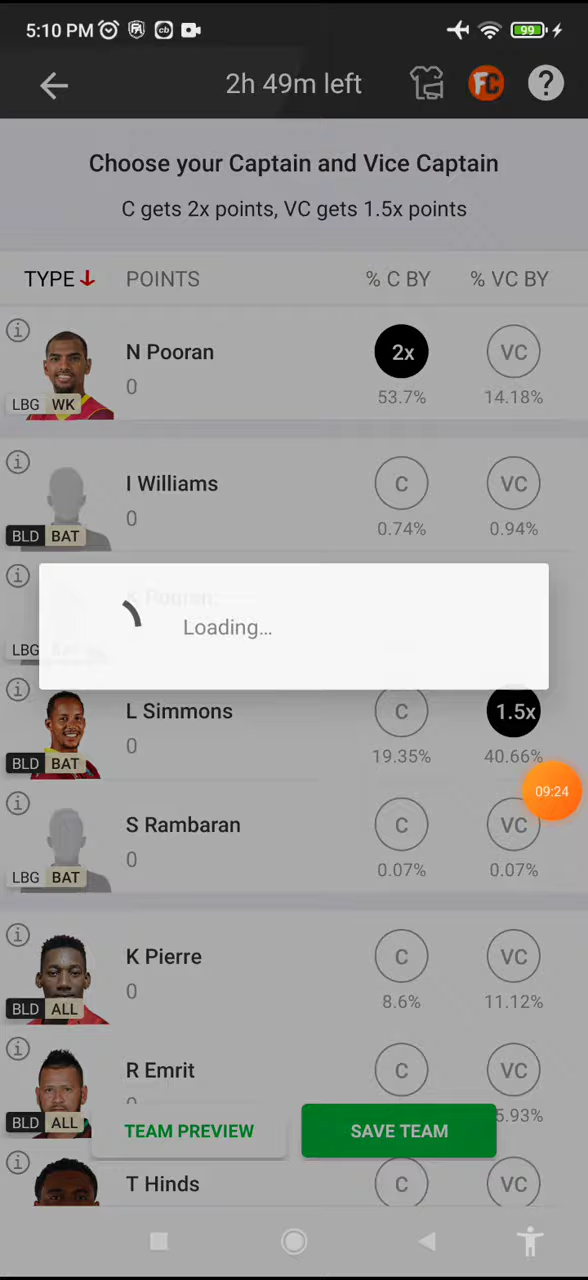 5:10 PM
99
2h 49m left
FC
?
Choose your Captain and Vice Captain
C gets 2x points, VC gets 1.5x points
TYPE POINTS % C BY % VC BY
N Pooran 2x VC
0
53.7% 14.18%
LBG WK
I Williams C VC
0
0.74% 0.94%
BLD BAT
K Pooran
Loading...
LBG
L Simmons C 1.5x
0
19.35% 40.66%
BLD BAT
09:24
S Rambaran C VC
0
0.07% 0.07%
LBG BAT
K Pierre C VC
0
8.6% 11.12%
BLD ALL
R Emrit C VC
0
5.93%
BLD ALL
TEAM PREVIEW SAVE TEAM
T Hinds C VC